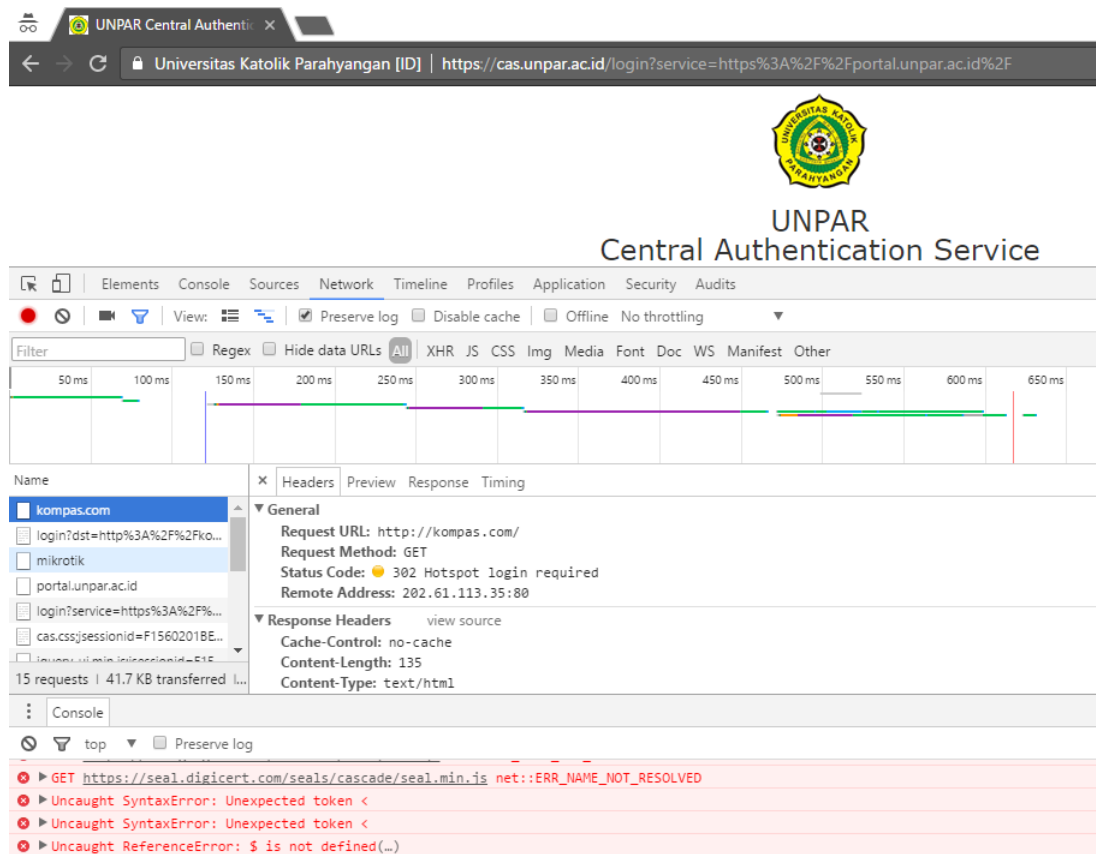 UNPAR Central Authentic
Universitas Katolik Parahyangan [ID] | https://cas.unpar.ac.id/login?service=https%3A%2F%2Fportal.unpar.ac.id%2F
UNIVERSITAS KATOLIK
PARAHYANGAN
UNPAR
Central Authentication Service
Elements Console Sources Network Timeline Profiles Application Security Audits
View: Preserve log Disable cache Offline No throttling
Filter Regex Hide data URLs All XHR JS CSS Img Media Font Doc WS Manifest Other
50 ms 100 ms 150 ms 200 ms 250 ms 300 ms 350 ms 400 ms 450 ms 500 ms 550 ms 600 ms 650 ms
Name
kompas.com
login?dst=http%3A%2F%2Fko...
mikrotik
portal.unpar.ac.id
login?service=https%3A%2F%...
cas.css;jsessionid=F1560201BE...
15 requests | 41.7 KB transferred |...
× Headers Preview Response Timing
▼ General
Request URL: http://kompas.com/
Request Method: GET
Status Code: 302 Hotspot login required
Remote Address: 202.61.113.35:80
▼ Response Headers view source
Cache-Control: no-cache
Content-Length: 135
Content-Type: text/html
Console
top ▼ Preserve log
GET https://seal.digicert.com/seals/cascade/seal.min.js net::ERR_NAME_NOT_RESOLVED
Uncaught SyntaxError: Unexpected token <
Uncaught SyntaxError: Unexpected token <
Uncaught ReferenceError: $ is not defined(…)